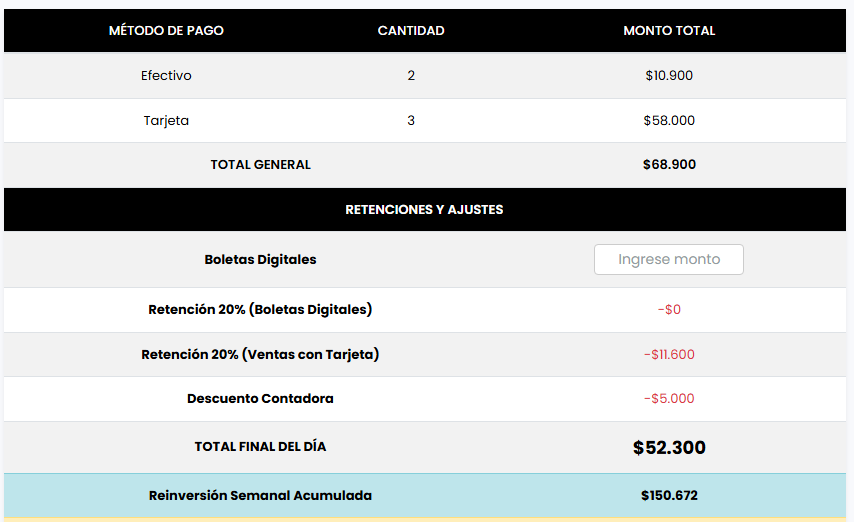 MÉTODO DE PAGO CANTIDAD MONTO TOTAL
Efectivo 2 $10.900
Tarjeta 3 $58.000
TOTAL GENERAL $68.900
RETENCIONES Y AJUSTES
Boletas Digitales Ingrese monto
Retención 20% (Boletas Digitales) -$0
Retención 20% (Ventas con Tarjeta) -$11.600
Descuento Contadora -$5.000
TOTAL FINAL DEL DÍA $52.300
Reinversión Semanal Acumulada $150.672